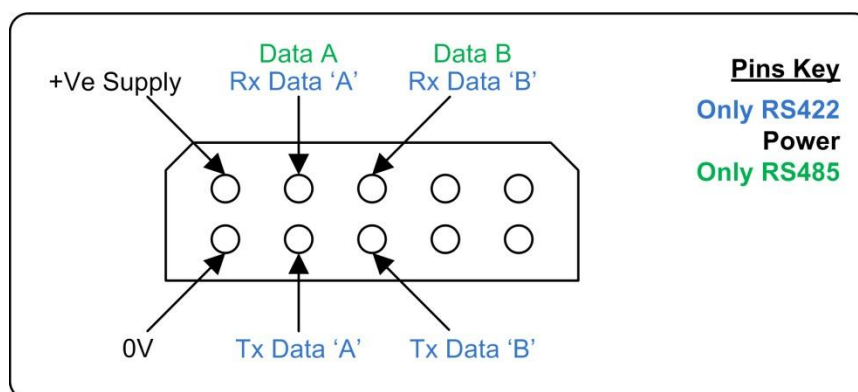 Data A
Data B
+Ve Supply
Rx Data ‘A’
Rx Data ‘B’
0V
Tx Data ‘A’
Tx Data ‘B’
Pins Key
Only RS422
Power
Only RS485